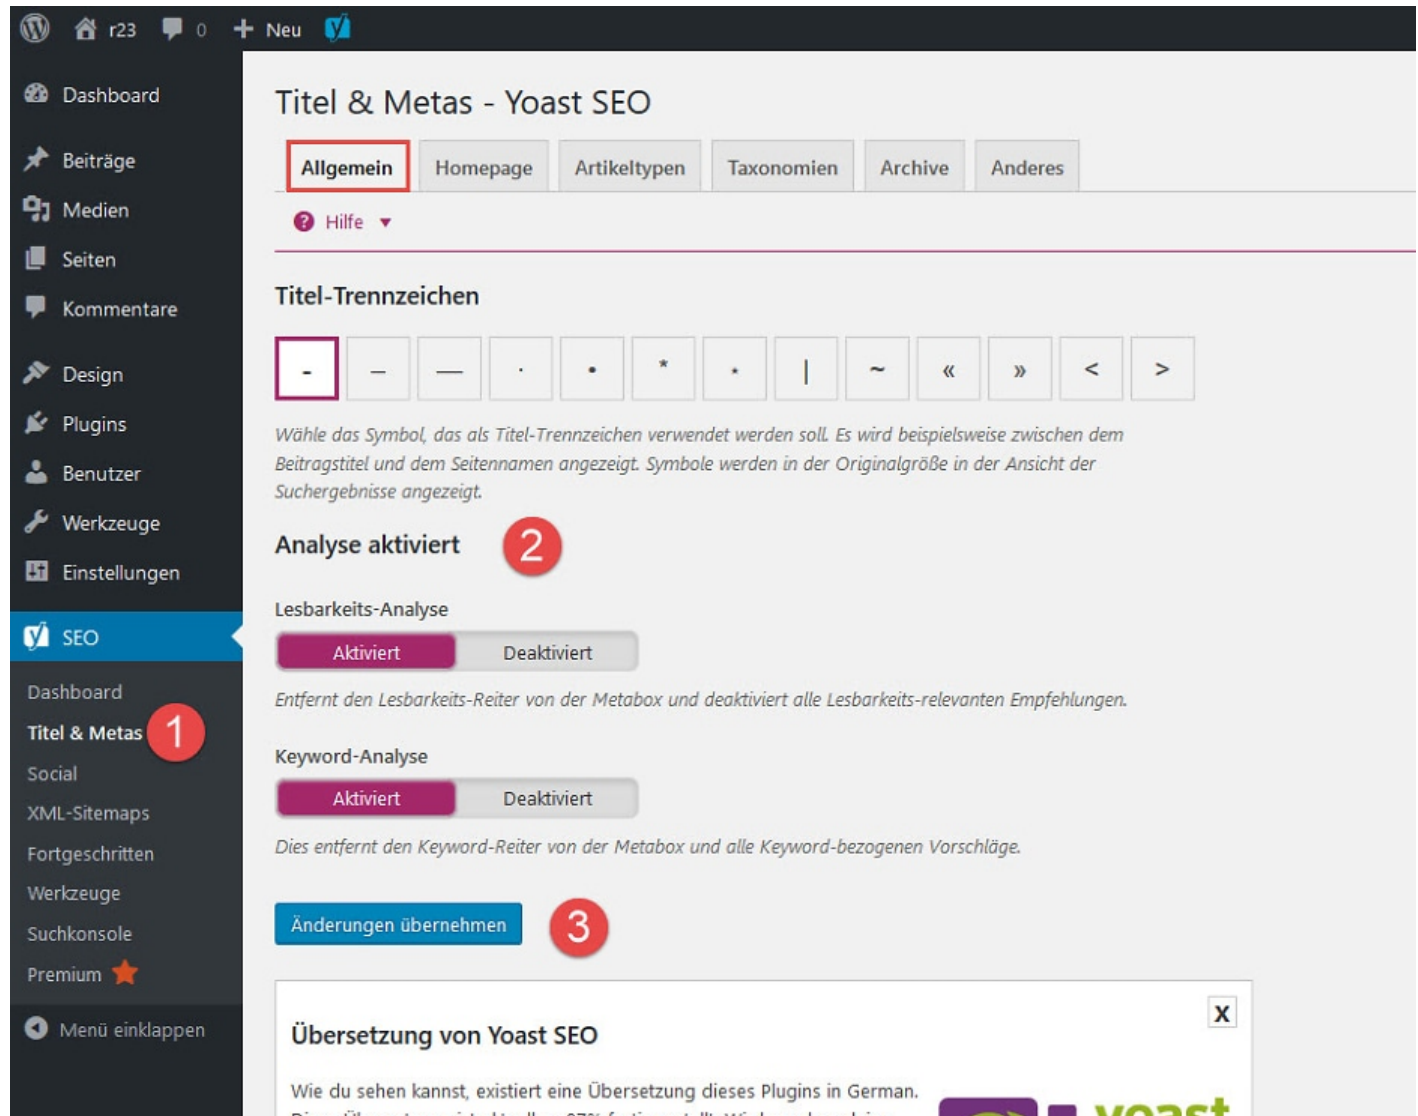 r23 0 + Neu
Dashboard
Beiträge
Medien
Seiten
Kommentare
Design
Plugins
Benutzer
Werkzeuge
Einstellungen
SEO
Dashboard
Titel & Metas 1
Social
XML-Sitemaps
Fortgeschritten
Werkzeuge
Suchkonsole
Premium
Menü einklappen
Titel & Metas - Yoast SEO
Allgemein Homepage Artikeltypen Taxonomien Archive Anderes
? Hilfe
Titel-Trennzeichen
- – — · • * ⋆ | ~ « » < >
Wähle das Symbol, das als Titel-Trennzeichen verwendet werden soll. Es wird beispielsweise zwischen dem
Beitragstitel und dem Seitennamen angezeigt. Symbole werden in der Originalgröße in der Ansicht der
Suchergebnisse angezeigt.
Analyse aktiviert 2
Lesbarkeits-Analyse
Aktiviert Deaktiviert
Entfernt den Lesbarkeits-Reiter von der Metabox und deaktiviert alle Lesbarkeits-relevanten Empfehlungen.
Keyword-Analyse
Aktiviert Deaktiviert
Dies entfernt den Keyword-Reiter von der Metabox und alle Keyword-bezogenen Vorschläge.
Änderungen übernehmen 3
X
Übersetzung von Yoast SEO
Wie du sehen kannst, existiert eine Übersetzung dieses Plugins in German.
yoast